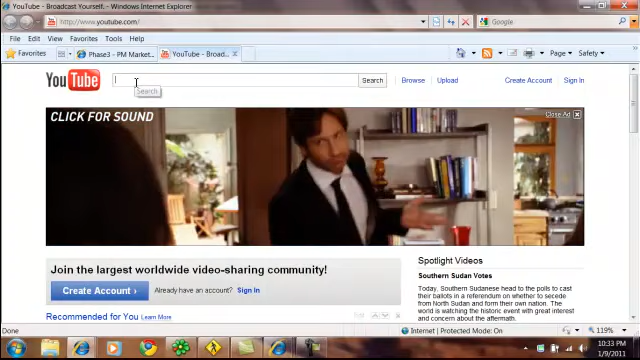 YouTube - Broadcast Yourself. - Windows Internet Explorer
http://www.youtube.com/
Google
File Edit View Favorites Tools Help
Favorites Phase3 - PM Market... YouTube - Broad... Page Safety
YouTube Search Browse Upload Create Account Sign In
Search
CLICK FOR SOUND Close Ad X
Join the largest worldwide video-sharing community!
Create Account › Already have an account? Sign In
Recommended for You Learn More
Spotlight Videos
Southern Sudan Votes
Today, Southern Sudanese head to the polls to cast
their ballots in a referendum on whether to secede
from North Sudan and form their own nation. The
world is watching the historic event with great interest
and concern about the aftermath.
Done Internet | Protected Mode: On 119%
10:33 PM
1/9/2011